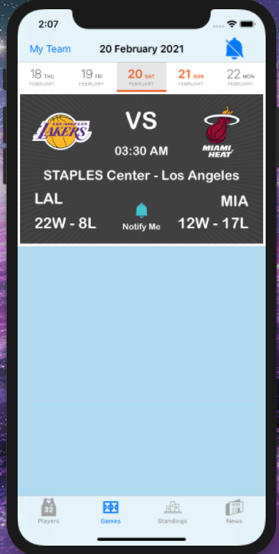 2:07
My Team 20 February 2021
18 THU 19 FRI 20 SAT 21 SUN 22 MON
FEBRUARY FEBRUARY FEBRUARY FEBRUARY FEBRUARY
LAKERS VS MIAMI HEAT
03:30 AM
STAPLES Center - Los Angeles
LAL MIA
22W - 8L Notify Me 12W - 17L
32
Players Games Standings News